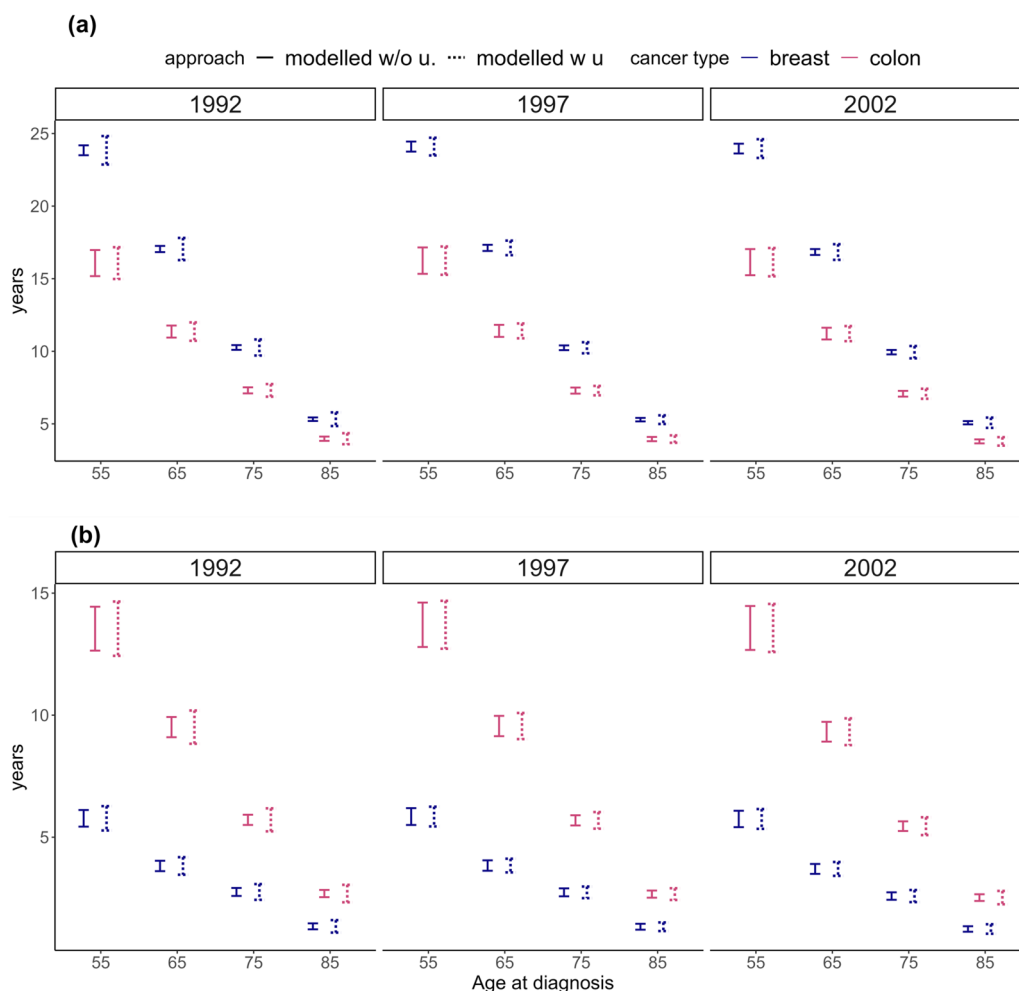 (a)
approach modelled w/o u. modelled w u cancer type breast colon
1992 1997 2002
25
20
15
10
5
years
55 65 75 85 55 65 75 85 55 65 75 85
(b)
1992 1997 2002
15
10
5
years
55 65 75 85 55 65 75 85 55 65 75 85
Age at diagnosis